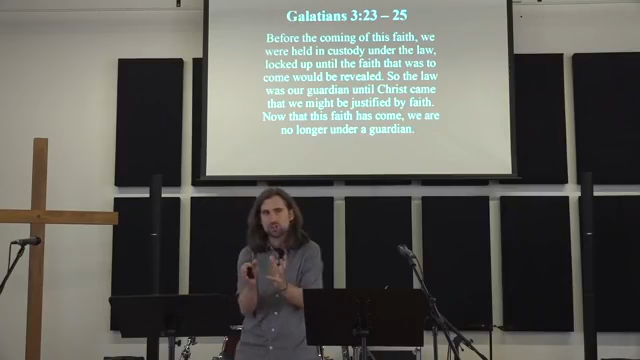 Galatians 3:23 – 25
Before the coming of this faith, we
were held in custody under the law,
locked up until the faith that was to
come would be revealed. So the law
was our guardian until Christ came
that we might be justified by faith.
Now that this faith has come, we are
no longer under a guardian.